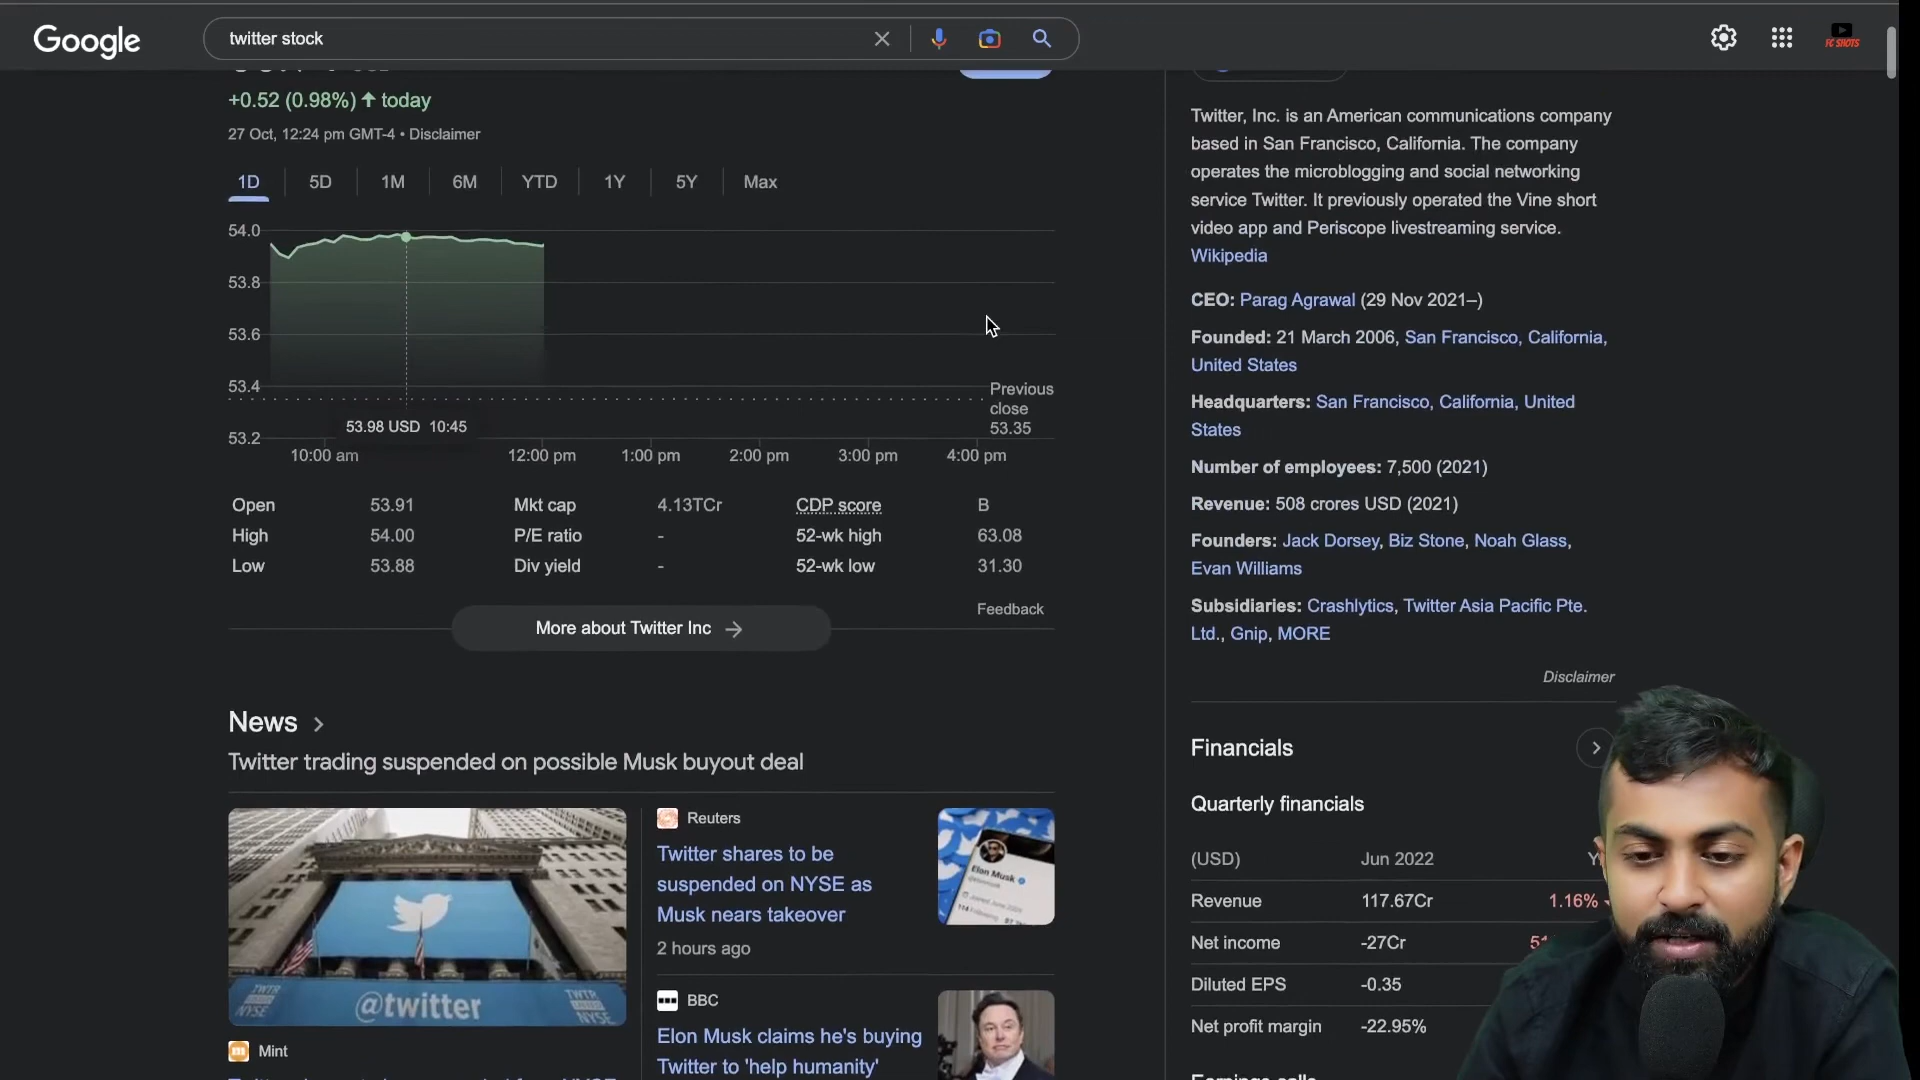 Google
twitter stock
FC SHOTS
+0.52 (0.98%) ↑ today
27 Oct, 12:24 pm GMT-4 • Disclaimer
1D 5D 1M 6M YTD 1Y 5Y Max
54.0
53.8
53.6
53.4
53.2
Previous
close
53.35
53.98 USD 10:45
10:00 am 12:00 pm 1:00 pm 2:00 pm 3:00 pm 4:00 pm
Open 53.91 Mkt cap 4.13TCr CDP score B
High 54.00 P/E ratio - 52-wk high 63.08
Low 53.88 Div yield - 52-wk low 31.30
Feedback
More about Twitter Inc →
News >
Twitter trading suspended on possible Musk buyout deal
@twitter
TWTR
NYSE
TWTR
NYSE
Mint
Reuters
Twitter shares to be
suspended on NYSE as
Musk nears takeover
2 hours ago
Elon Musk
BBC
Elon Musk claims he's buying
Twitter to 'help humanity'
Twitter, Inc. is an American communications company
based in San Francisco, California. The company
operates the microblogging and social networking
service Twitter. It previously operated the Vine short
video app and Periscope livestreaming service.
Wikipedia
CEO: Parag Agrawal (29 Nov 2021–)
Founded: 21 March 2006, San Francisco, California,
United States
Headquarters: San Francisco, California, United
States
Number of employees: 7,500 (2021)
Revenue: 508 crores USD (2021)
Founders: Jack Dorsey, Biz Stone, Noah Glass,
Evan Williams
Subsidiaries: Crashlytics, Twitter Asia Pacific Pte.
Ltd., Gnip, MORE
Disclaimer
Financials
Quarterly financials
(USD) Jun 2022 Y
Revenue 117.67Cr 1.16%
Net income -27Cr
Diluted EPS -0.35
Net profit margin -22.95%